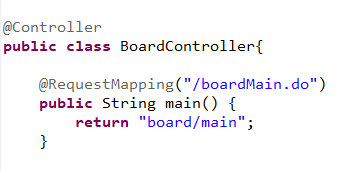 @Controller
public class BoardController{
@RequestMapping("/boardMain.do")
public String main() {
return "board/main";
}